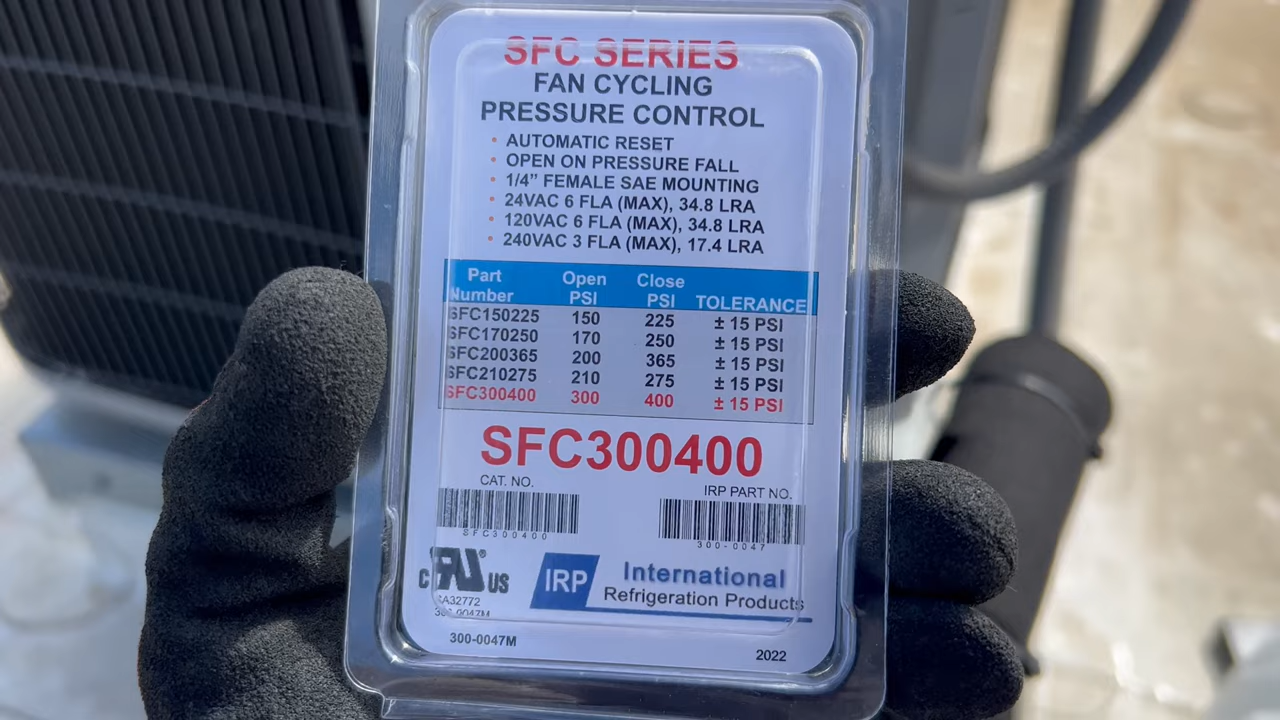 SFC SERIES
FAN CYCLING
PRESSURE CONTROL
• AUTOMATIC RESET
• OPEN ON PRESSURE FALL
• 1/4” FEMALE SAE MOUNTING
• 24VAC 6 FLA (MAX), 34.8 LRA
• 120VAC 6 FLA (MAX), 34.8 LRA
• 240VAC 3 FLA (MAX), 17.4 LRA
Part Number Open PSI Close PSI TOLERANCE
SFC150225 150 225 ± 15 PSI
SFC170250 170 250 ± 15 PSI
SFC200365 200 365 ± 15 PSI
SFC210275 210 275 ± 15 PSI
SFC300400 300 400 ± 15 PSI
SFC300400
CAT. NO. IRP PART NO.
SFC300400 300-0047
C RU® US
IRP International
Refrigeration Products
300-0047M
2022